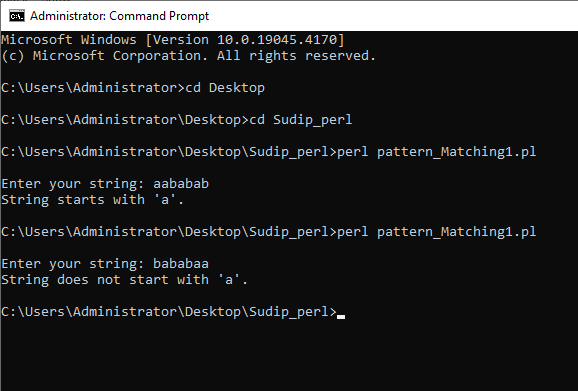 Administrator: Command Prompt
Microsoft Windows [Version 10.0.19045.4170]
(c) Microsoft Corporation. All rights reserved.
C:\Users\Administrator>cd Desktop
C:\Users\Administrator\Desktop>cd Sudip_perl
C:\Users\Administrator\Desktop\Sudip_perl>perl pattern_Matching1.pl
Enter your string: aababab
String starts with 'a'.
C:\Users\Administrator\Desktop\Sudip_perl>perl pattern_Matching1.pl
Enter your string: bababaa
String does not start with 'a'.
C:\Users\Administrator\Desktop\Sudip_perl>